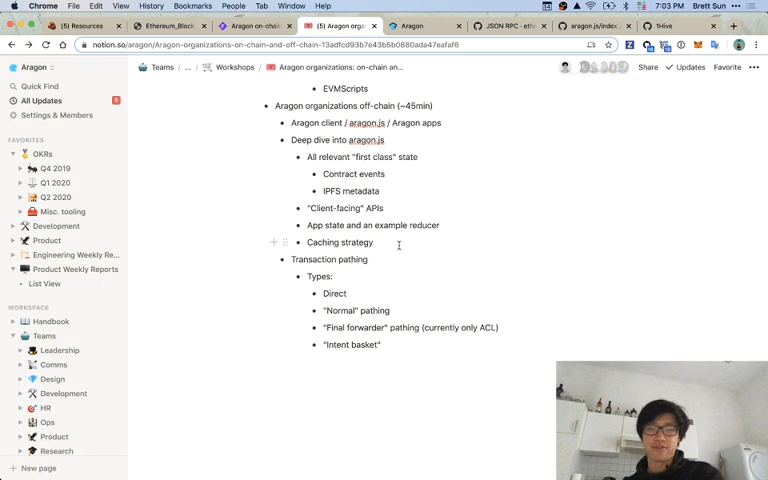 Chrome File Edit View History Bookmarks People Tab Window Help 7:03 PM Brett Sun
(5) Resources
Ethereum_Block
Aragon on-chain
(5) Aragon organ
Aragon
JSON RPC · ethe
aragon.js/index.
1Hive
notion.so/aragon/Aragon-organizations-on-chain-and-off-chain-13adfcd93b7e43b5b0880ada47eafaf6
Aragon
Teams / ... / Workshops / Aragon organizations: on-chain an... Share Updates Favorite
Quick Find
All Updates 5
Settings & Members
FAVORITES
OKRs
Q4 2019
Q1 2020
Q2 2020
Misc. tooling
Development
Product
Engineering Weekly Re...
Product Weekly Reports
List View
WORKSPACE
Handbook
Teams
Leadership
Comms
Design
Development
HR
Ops
Product
Research
New page
EVMScripts
Aragon organizations off-chain (~45min)
Aragon client / aragon.js / Aragon apps
Deep dive into aragon.js
All relevant "first class" state
Contract events
IPFS metadata
"Client-facing" APIs
App state and an example reducer
Caching strategy
Transaction pathing
Types:
Direct
"Normal" pathing
"Final forwarder" pathing (currently only ACL)
"Intent basket"